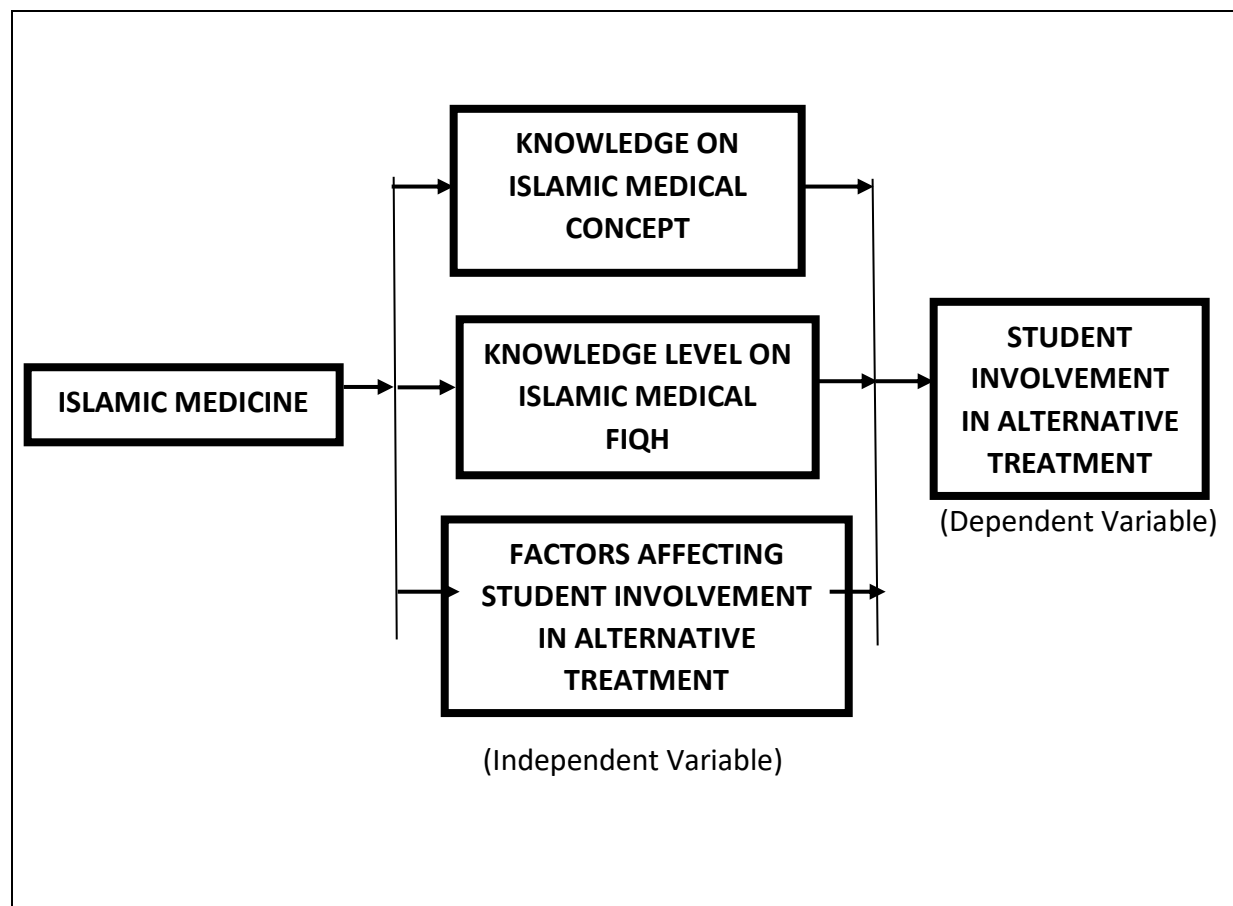 KNOWLEDGE ON
ISLAMIC MEDICAL
CONCEPT
ISLAMIC MEDICINE
KNOWLEDGE LEVEL ON
ISLAMIC MEDICAL
FIQH
FACTORS AFFECTING
STUDENT INVOLVEMENT
IN ALTERNATIVE
TREATMENT
(Independent Variable)
STUDENT
INVOLVEMENT
IN ALTERNATIVE
TREATMENT
(Dependent Variable)